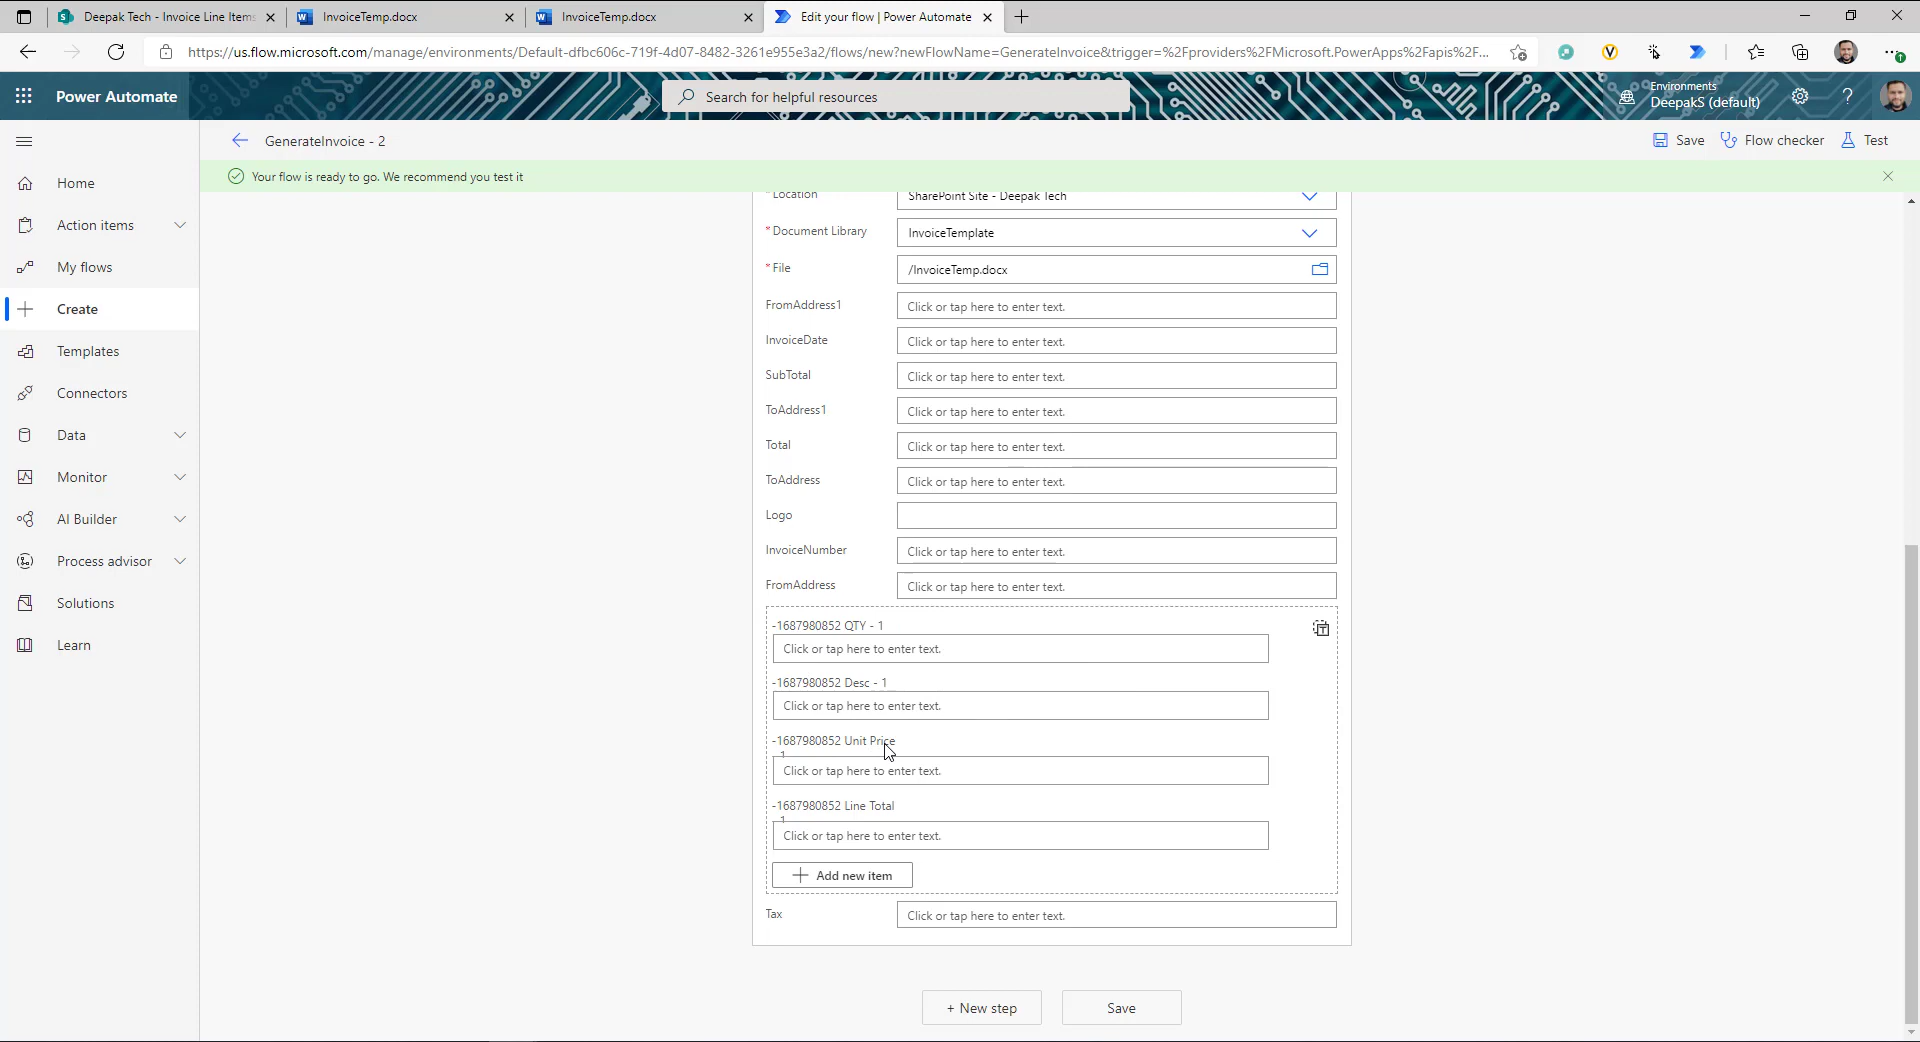 Deepak Tech - Invoice Line Items
InvoiceTemp.docx
InvoiceTemp.docx
Edit your flow | Power Automate
https://us.flow.microsoft.com/manage/environments/Default-dfbc606c-719f-4d07-8482-3261e955e3a2/flows/new?newFlowName=GenerateInvoice&trigger=%2Fproviders%2FMicrosoft.PowerApps%2Fapis%2F...
Power Automate
Search for helpful resources
Environments
DeepakS (default)
GenerateInvoice - 2
Save
Flow checker
Test
Your flow is ready to go. We recommend you test it
Home
Action items
My flows
Create
Templates
Connectors
Data
Monitor
AI Builder
Process advisor
Solutions
Learn
*Location
SharePoint Site - Deepak Tech
*Document Library
InvoiceTemplate
*File
/InvoiceTemp.docx
FromAddress1
Click or tap here to enter text.
InvoiceDate
Click or tap here to enter text.
SubTotal
Click or tap here to enter text.
ToAddress1
Click or tap here to enter text.
Total
Click or tap here to enter text.
ToAddress
Click or tap here to enter text.
Logo
InvoiceNumber
Click or tap here to enter text.
FromAddress
Click or tap here to enter text.
-1687980852 QTY - 1
Click or tap here to enter text.
-1687980852 Desc - 1
Click or tap here to enter text.
-1687980852 Unit Price
- 1
Click or tap here to enter text.
-1687980852 Line Total
- 1
Click or tap here to enter text.
Add new item
Tax
Click or tap here to enter text.
+ New step
Save